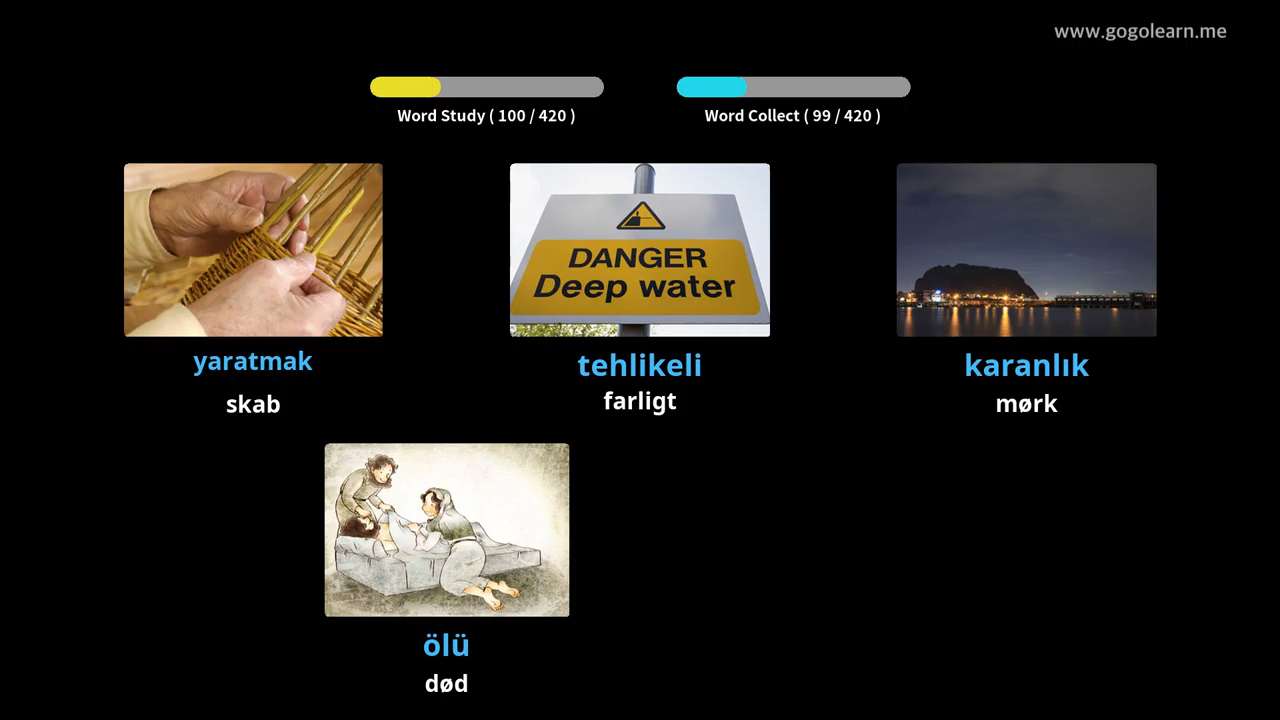 www.gogolearn.me
Word Study ( 100 / 420 )
Word Collect ( 99 / 420 )
DANGER
Deep water
yaratmak
skab
tehlikeli
farligt
karanlık
mørk
ölü
død